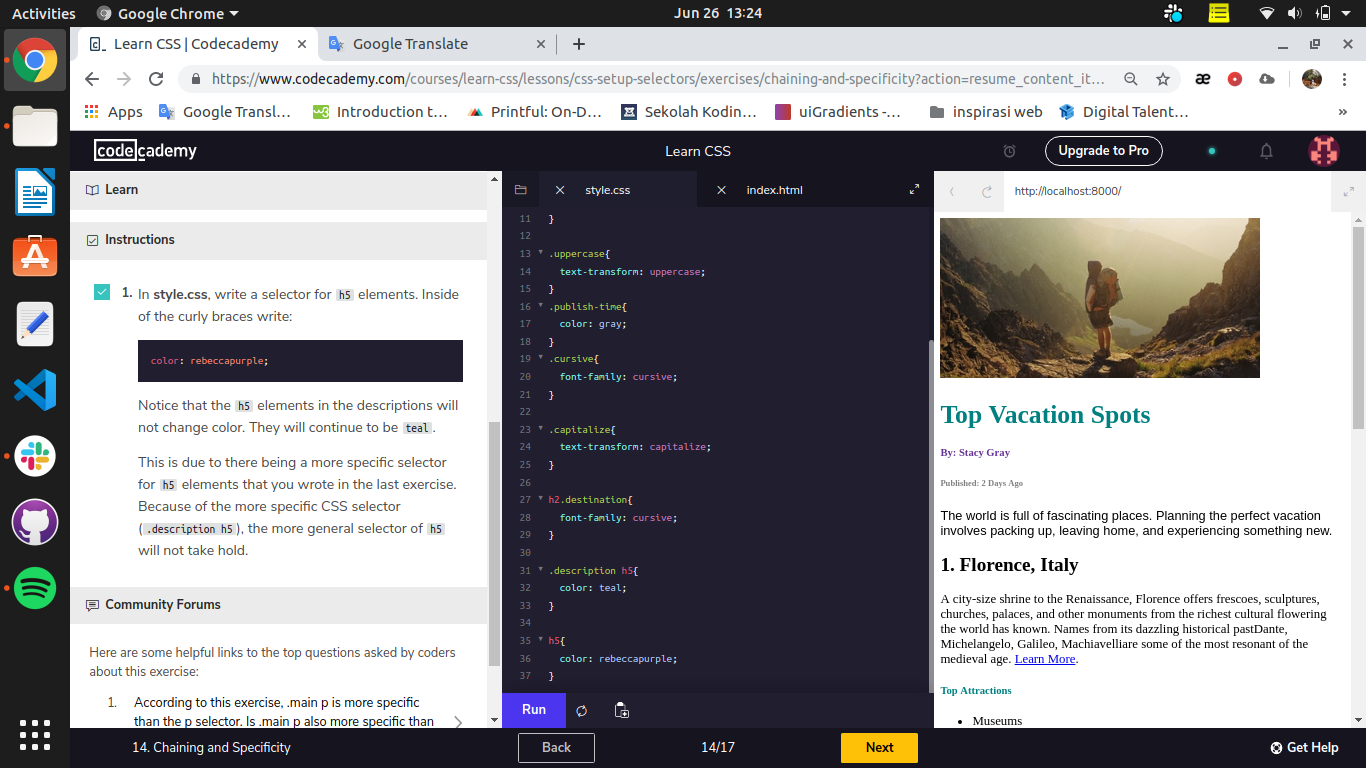 Activities
Google Chrome
Jun 26 13:24
Learn CSS | Codecademy
Google Translate
https://www.codecademy.com/courses/learn-css/lessons/css-setup-selectors/exercises/chaining-and-specificity?action=resume_content_it…
Apps
Google Transl…
Introduction t…
Printful: On-D…
Sekolah Kodin…
uiGradients -…
inspirasi web
Digital Talent…
»
codecademy
Learn CSS
Upgrade to Pro
Learn
Instructions
1. In style.css, write a selector for h5 elements. Inside
of the curly braces write:
color: rebeccapurple;
Notice that the h5 elements in the descriptions will
not change color. They will continue to be teal.
This is due to there being a more specific selector
for h5 elements that you wrote in the last exercise.
Because of the more specific CSS selector
(.description h5), the more general selector of h5
will not take hold.
Community Forums
Here are some helpful links to the top questions asked by coders
about this exercise:
1. According to this exercise, .main p is more specific
than the p selector. Is .main p also more specific than
style.css
index.html
11 }
12
13 .uppercase{
14 text-transform: uppercase;
15 }
16 .publish-time{
17 color: gray;
18 }
19 .cursive{
20 font-family: cursive;
21 }
22
23 .capitalize{
24 text-transform: capitalize;
25 }
26
27 h2.destination{
28 font-family: cursive;
29 }
30
31 .description h5{
32 color: teal;
33 }
34
35 h5{
36 color: rebeccapurple;
37 }
Run
http://localhost:8000/
Top Vacation Spots
By: Stacy Gray
Published: 2 Days Ago
The world is full of fascinating places. Planning the perfect vacation
involves packing up, leaving home, and experiencing something new.
1. Florence, Italy
A city-size shrine to the Renaissance, Florence offers frescoes, sculptures,
churches, palaces, and other monuments from the richest cultural flowering
the world has known. Names from its dazzling historical pastDante,
Michelangelo, Galileo, Machiavelliare some of the most resonant of the
medieval age. Learn More.
Top Attractions
• Museums
14. Chaining and Specificity
Back
14/17
Next
Get Help